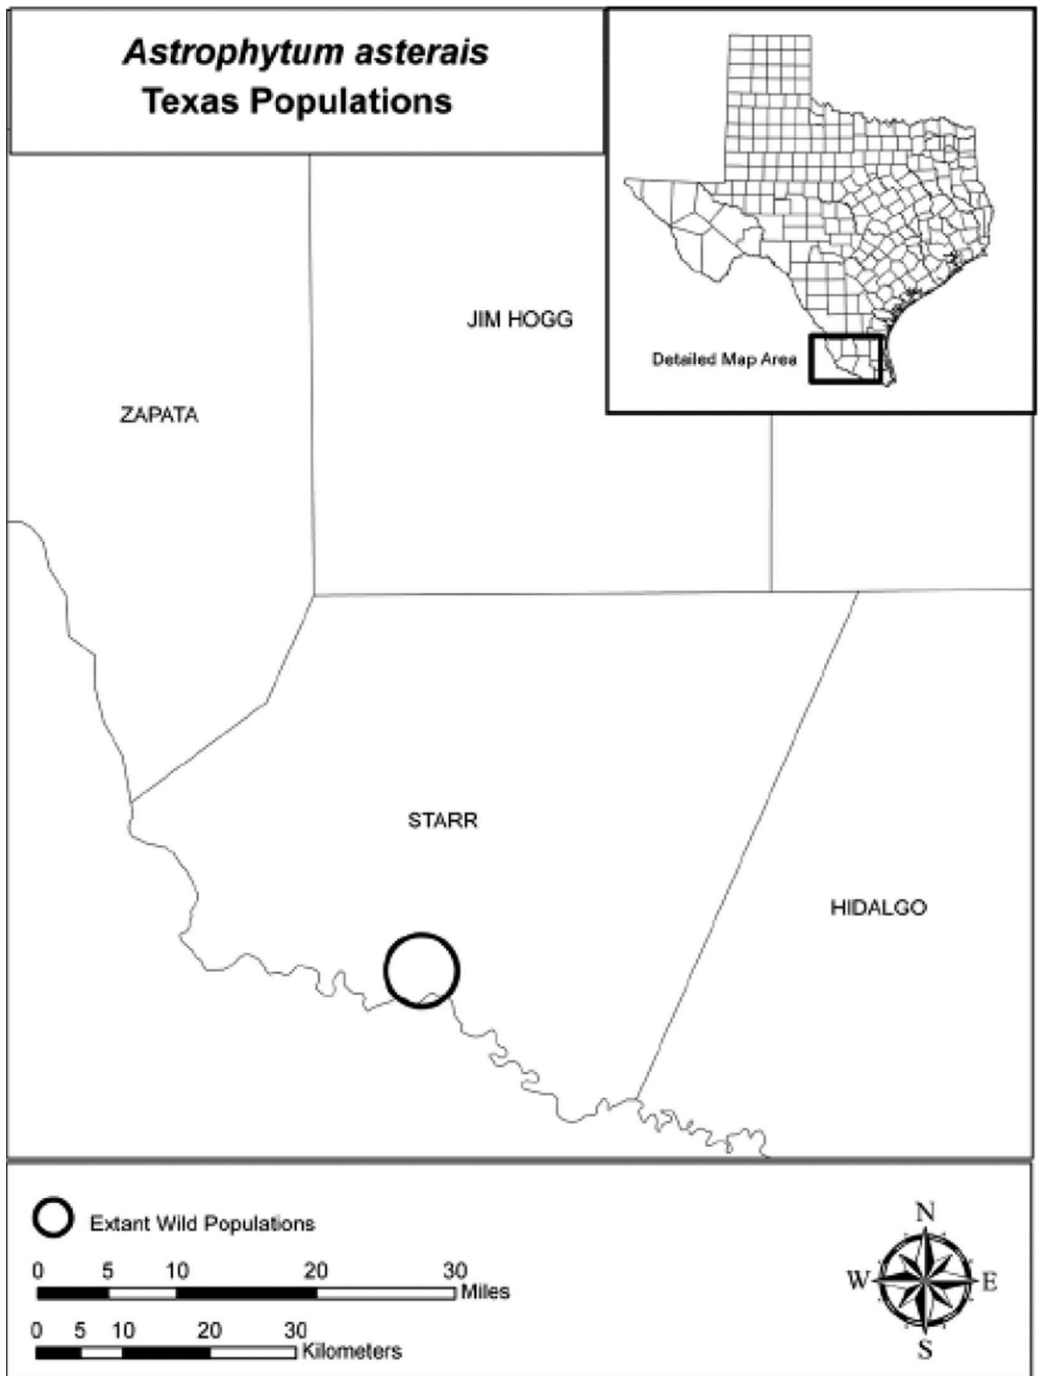 Astrophytum asterais
Texas Populations
JIM HOGG
Detailed Map Area
ZAPATA
STARR
HIDALGO
Extant Wild Populations
0 5 10 20 30
Miles
0 5 10 20 30
Kilometers
N
W E
S